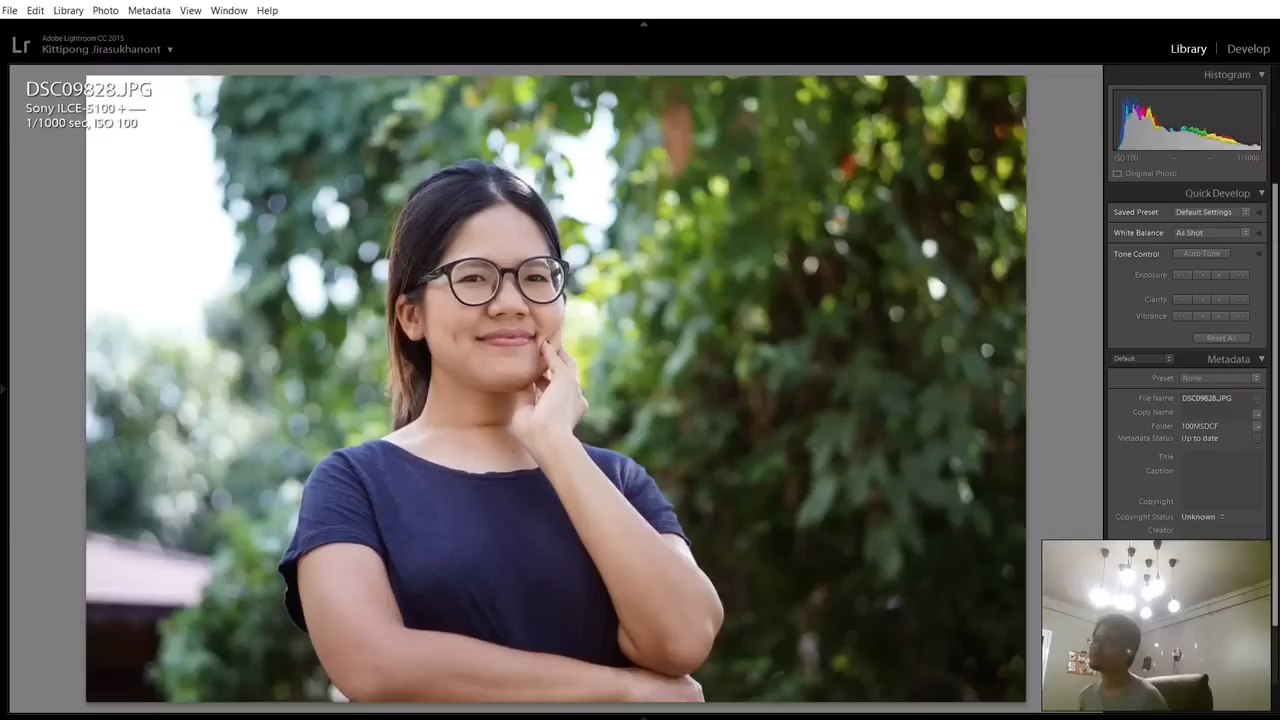 File Edit Library Photo Metadata View Window Help
Lr
Adobe Lightroom CC 2015
Kittipong Jirasukhanont
Library | Develop
DSC09828.JPG
Sony ILCE-5100 + ----
1/1000 sec, ISO 100
Histogram
ISO 100 -- -- 1/1000
Original Photo
Quick Develop
Saved Preset Default Settings
White Balance As Shot
Tone Control Auto Tone
Exposure
Clarity
Vibrance
Reset All
Default Metadata
Preset None
File Name DSC09828.JPG
Copy Name
Folder 100MSDCF
Metadata Status Up to date
Title
Caption
Copyright
Copyright Status Unknown
Creator